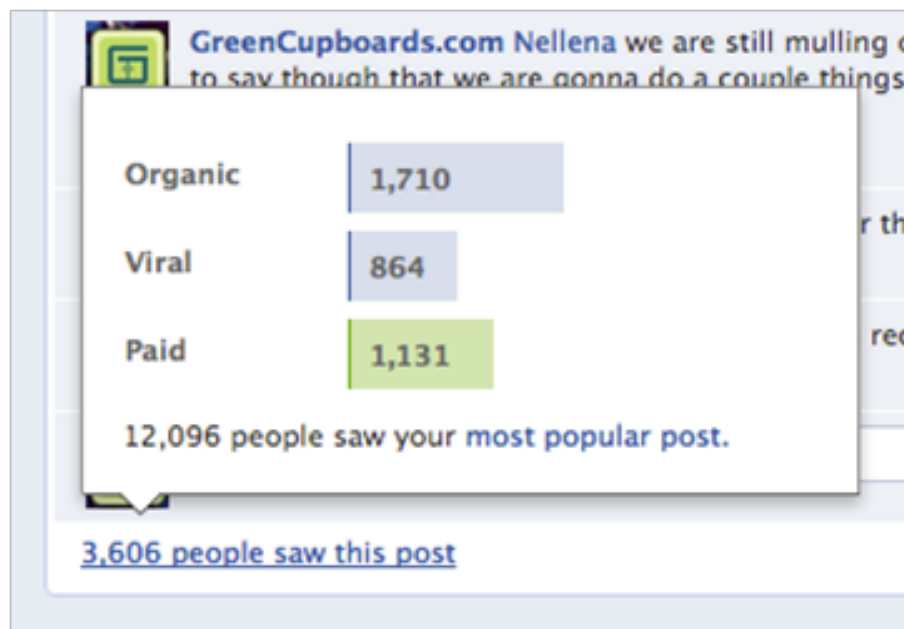 GreenCupboards.com Nellena we are still mulling
to say though that we are gonna do a couple things
Organic 1,710
r th
Viral 864
Paid 1,131
rec
12,096 people saw your most popular post.
3,606 people saw this post